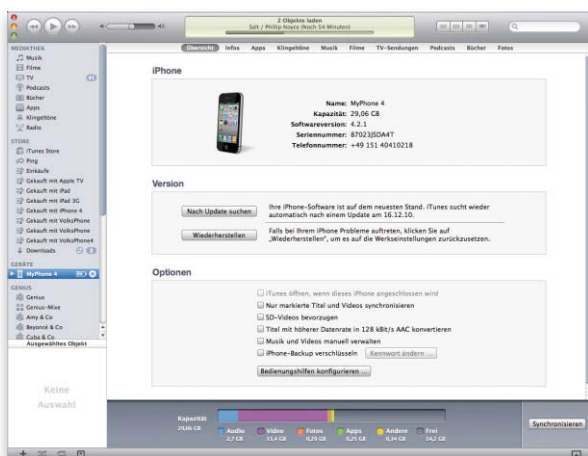 2 Objekte laden
Salt / Phillip Noyce (Noch 54 Minuten)
Übersicht Infos Apps Klingeltöne Musik Filme TV-Sendungen Podcasts Bücher Fotos
MEDIATHEK
Musik
Filme
TV
Podcasts
Bücher
Apps
Klingeltöne
Radio
STORE
iTunes Store
Ping
Einkäufe
Gekauft mit Apple TV
Gekauft mit iPad
Gekauft mit iPad 3G
Gekauft mit iPhone 4
Gekauft mit VolksPhone
Gekauft mit VolksPhone
Gekauft mit VolksPhone4
Downloads
GERÄTE
MyPhone 4
GENIUS
Genius
Genius-Mixe
Amy & Co
Beyoncé & Co
Cuba & Co
Ausgewähltes Objekt
Keine
Auswahl
iPhone
Name: MyPhone 4
Kapazität: 29,06 GB
Softwareversion: 4.2.1
Seriennummer: 87023JSDA4T
Telefonnummer: +49 151 40410218
Version
Nach Update suchen
Ihre iPhone-Software ist auf dem neuesten Stand. iTunes sucht wieder
automatisch nach einem Update am 16.12.10.
Wiederherstellen
Falls bei Ihrem iPhone Probleme auftreten, klicken Sie auf
„Wiederherstellen“, um es auf die Werkseinstellungen zurückzusetzen.
Optionen
iTunes öffnen, wenn dieses iPhone angeschlossen wird
Nur markierte Titel und Videos synchronisieren
SD-Videos bevorzugen
Titel mit höherer Datenrate in 128 kBit/s AAC konvertieren
Musik und Videos manuell verwalten
iPhone-Backup verschlüsseln Kennwort ändern ...
Bedienungshilfen konfigurieren ...
Kapazität
29,06 GB
Audio Video Fotos Apps Andere Frei
2,7 GB 11,4 GB 0,20 GB 0,25 GB 0,34 GB 14,2 GB
Synchronisieren